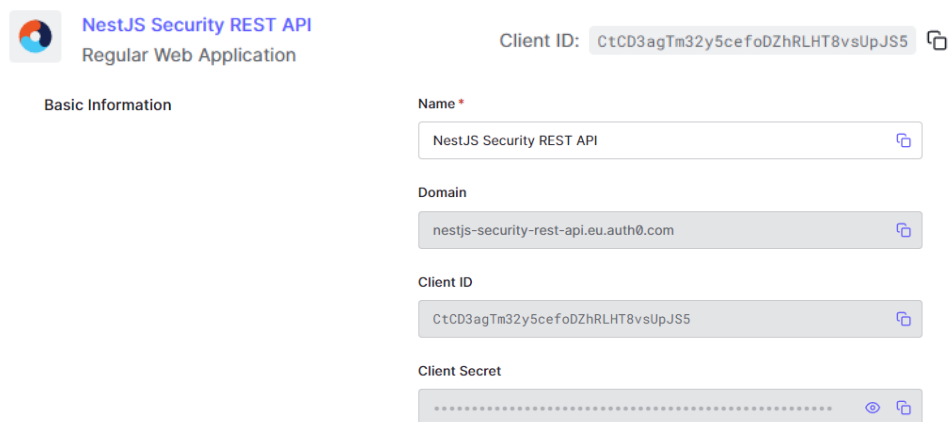 NestJS Security REST API
Regular Web Application
Client ID: CtCD3agTm32y5cefoDZhRLHT8vsUpJS5
Basic Information
Name *
NestJS Security REST API
Domain
nestjs-security-rest-api.eu.auth0.com
Client ID
CtCD3agTm32y5cefoDZhRLHT8vsUpJS5
Client Secret